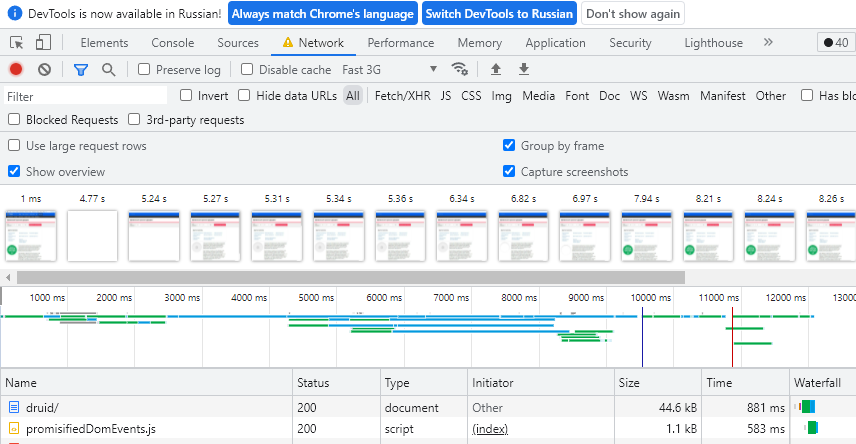 DevTools is now available in Russian! Always match Chrome's language Switch DevTools to Russian Don't show again
Elements Console Sources Network Performance Memory Application Security Lighthouse » 40
Preserve log Disable cache Fast 3G
Filter Invert Hide data URLs All Fetch/XHR JS CSS Img Media Font Doc WS Wasm Manifest Other Has blo
Blocked Requests 3rd-party requests
Use large request rows Group by frame
Show overview Capture screenshots
1 ms 4.77 s 5.24 s 5.27 s 5.31 s 5.34 s 5.36 s 6.34 s 6.82 s 6.97 s 7.94 s 8.21 s 8.24 s 8.26 s
1000 ms 2000 ms 3000 ms 4000 ms 5000 ms 6000 ms 7000 ms 8000 ms 9000 ms 10000 ms 11000 ms 12000 ms 13000
Name Status Type Initiator Size Time Waterfall
druid/ 200 document Other 44.6 kB 881 ms
promisifiedDomEvents.js 200 script (index) 1.1 kB 583 ms